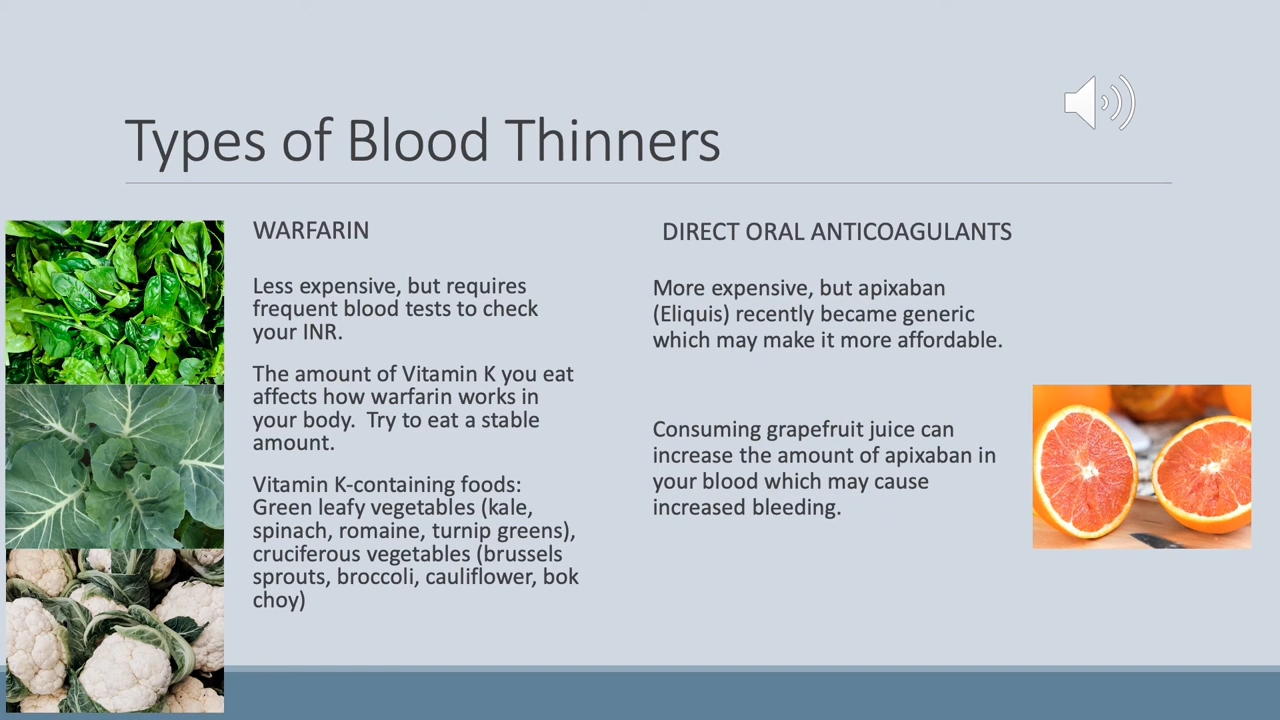 Types of Blood Thinners
WARFARIN
Less expensive, but requires
frequent blood tests to check
your INR.
The amount of Vitamin K you eat
affects how warfarin works in
your body.  Try to eat a stable
amount.
Vitamin K-containing foods:
Green leafy vegetables (kale,
spinach, romaine, turnip greens),
cruciferous vegetables (brussels
sprouts, broccoli, cauliflower, bok
choy)
DIRECT ORAL ANTICOAGULANTS
More expensive, but apixaban
(Eliquis) recently became generic
which may make it more affordable.
Consuming grapefruit juice can
increase the amount of apixaban in
your blood which may cause
increased bleeding.